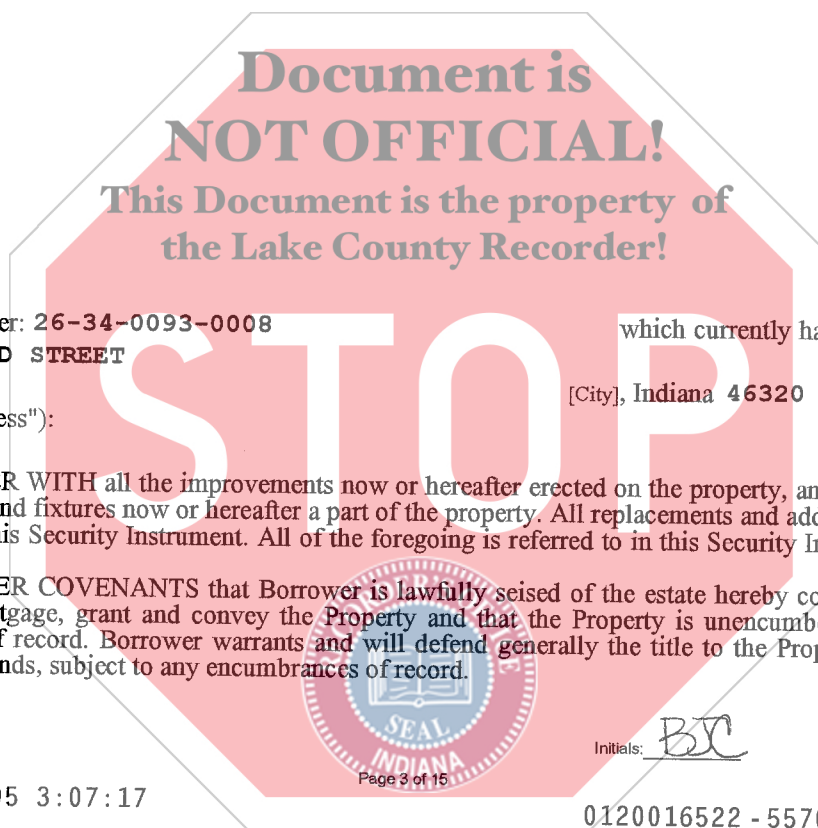 Document is
NOT OFFICIAL!
This Document is the property of
the Lake County Recorder!
STOP
er: 26-34-0093-0008 which currently ha
D STREET
[City], Indiana 46320
ess"):
R WITH all the improvements now or hereafter erected on the property, an
nd fixtures now or hereafter a part of the property. All replacements and add
is Security Instrument. All of the foregoing is referred to in this Security In
ER COVENANTS that Borrower is lawfully seised of the estate hereby co
tgage, grant and convey the Property and that the Property is unencumb
f record. Borrower warrants and will defend generally the title to the Prop
nds, subject to any encumbrances of record.
SEAL
INDIANA
Initials: BJC
Page 3 of 15
05 3:07:17
0120016522 - 5570